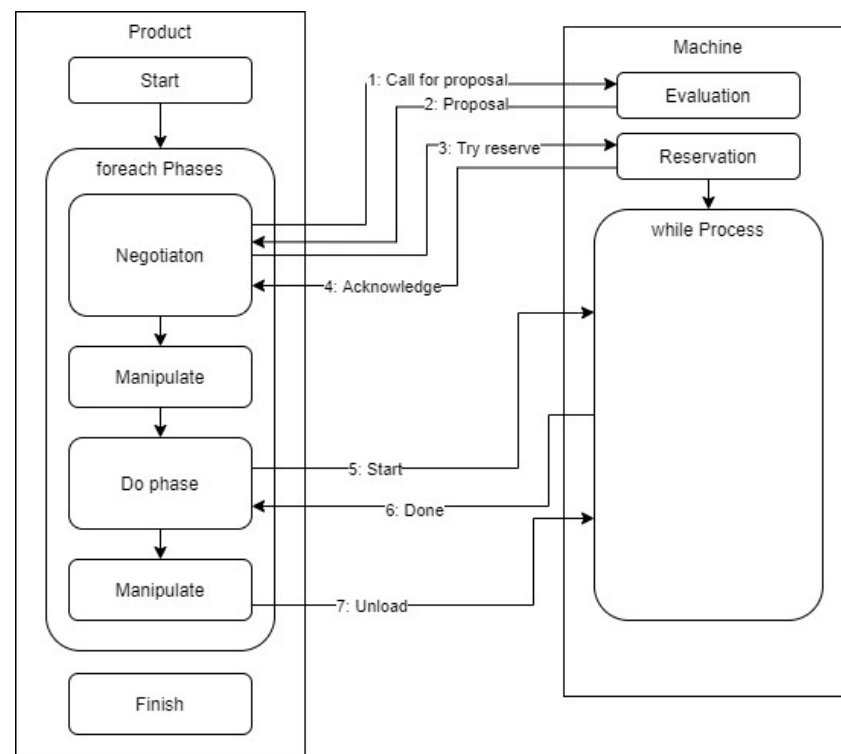 Product
Machine
Start
1: Call for proposal
Evaluation
2: Proposal
foreach Phases
3: Try reserve
Reservation
Negotiaton
while Process
4: Acknowledge
Manipulate
Do phase
5: Start
6: Done
Manipulate
7: Unload
Finish